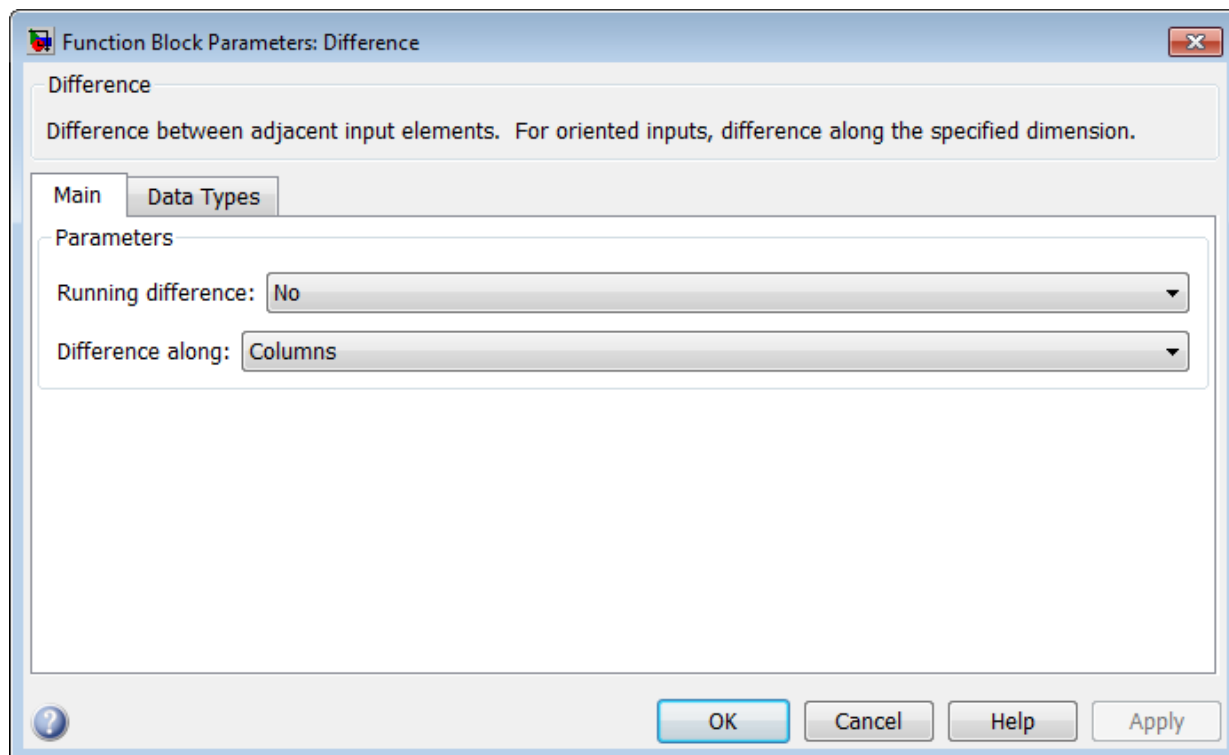 Function Block Parameters: Difference
Difference
Difference between adjacent input elements.  For oriented inputs, difference along the specified dimension.
Main Data Types
Parameters
Running difference: No
Difference along: Columns
OK Cancel Help Apply